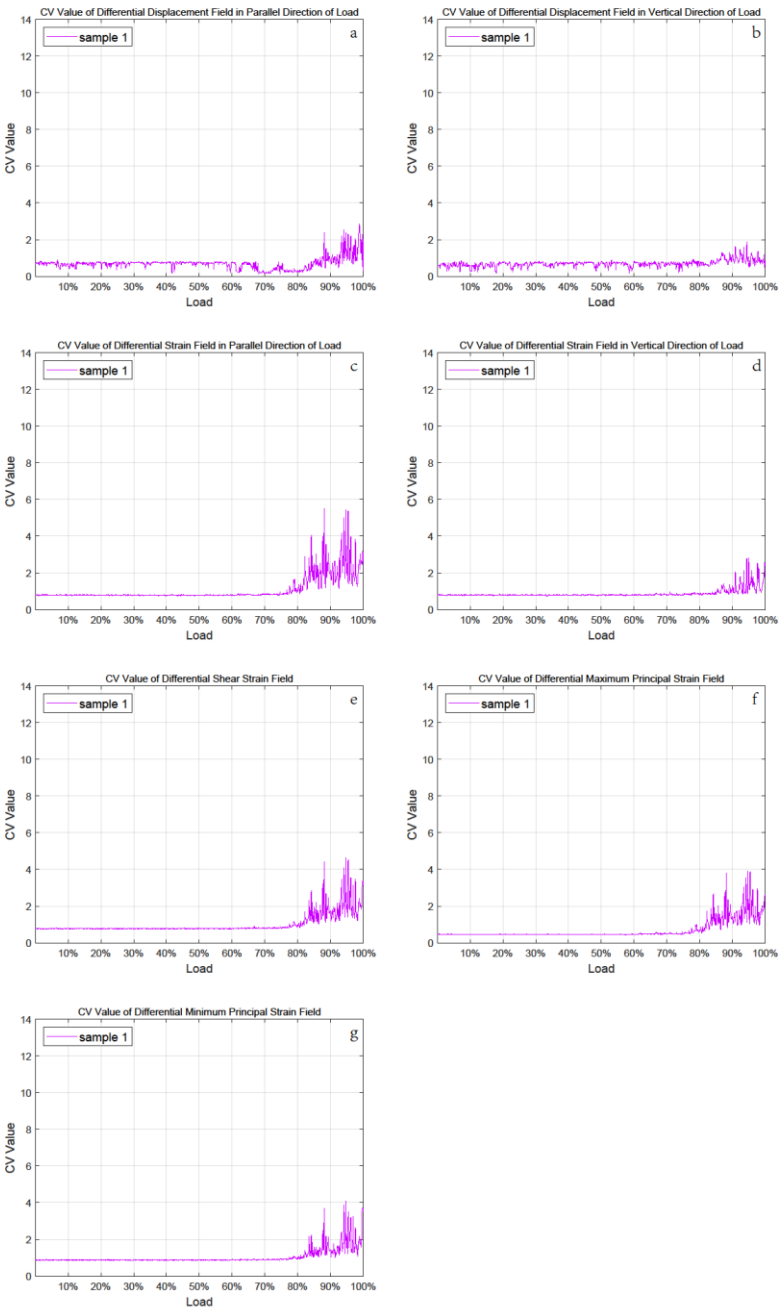 CV Value of Differential Displacement Field in Parallel Direction of Load
sample 1
a
CV Value
14
12
10
8
6
4
2
0
10% 20% 30% 40% 50% 60% 70% 80% 90% 100%
Load
CV Value of Differential Displacement Field in Vertical Direction of Load
sample 1
b
CV Value
14
12
10
8
6
4
2
0
10% 20% 30% 40% 50% 60% 70% 80% 90% 100%
Load
CV Value of Differential Strain Field in Parallel Direction of Load
sample 1
c
CV Value
14
12
10
8
6
4
2
0
10% 20% 30% 40% 50% 60% 70% 80% 90% 100%
Load
CV Value of Differential Strain Field in Vertical Direction of Load
sample 1
d
CV Value
14
12
10
8
6
4
2
0
10% 20% 30% 40% 50% 60% 70% 80% 90% 100%
Load
CV Value of Differential Shear Strain Field
sample 1
e
CV Value
14
12
10
8
6
4
2
0
10% 20% 30% 40% 50% 60% 70% 80% 90% 100%
Load
CV Value of Differential Maximum Principal Strain Field
sample 1
f
CV Value
14
12
10
8
6
4
2
0
10% 20% 30% 40% 50% 60% 70% 80% 90% 100%
Load
CV Value of Differential Minimum Principal Strain Field
sample 1
g
CV Value
14
12
10
8
6
4
2
0
10% 20% 30% 40% 50% 60% 70% 80% 90% 100%
Load